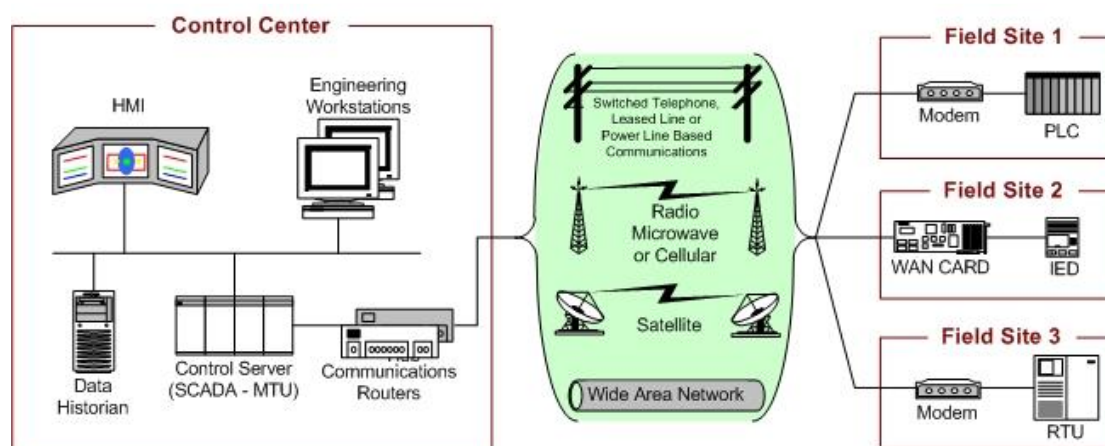 Control Center
HMI
Engineering
Workstations
Data
Historian
Control Server
(SCADA - MTU)
Communications
Routers
Switched Telephone,
Leased Line or
Power Line Based
Communications
Radio
Microwave
or Cellular
Satellite
Wide Area Network
Field Site 1
Modem
PLC
Field Site 2
WAN CARD
IED
Field Site 3
Modem
RTU